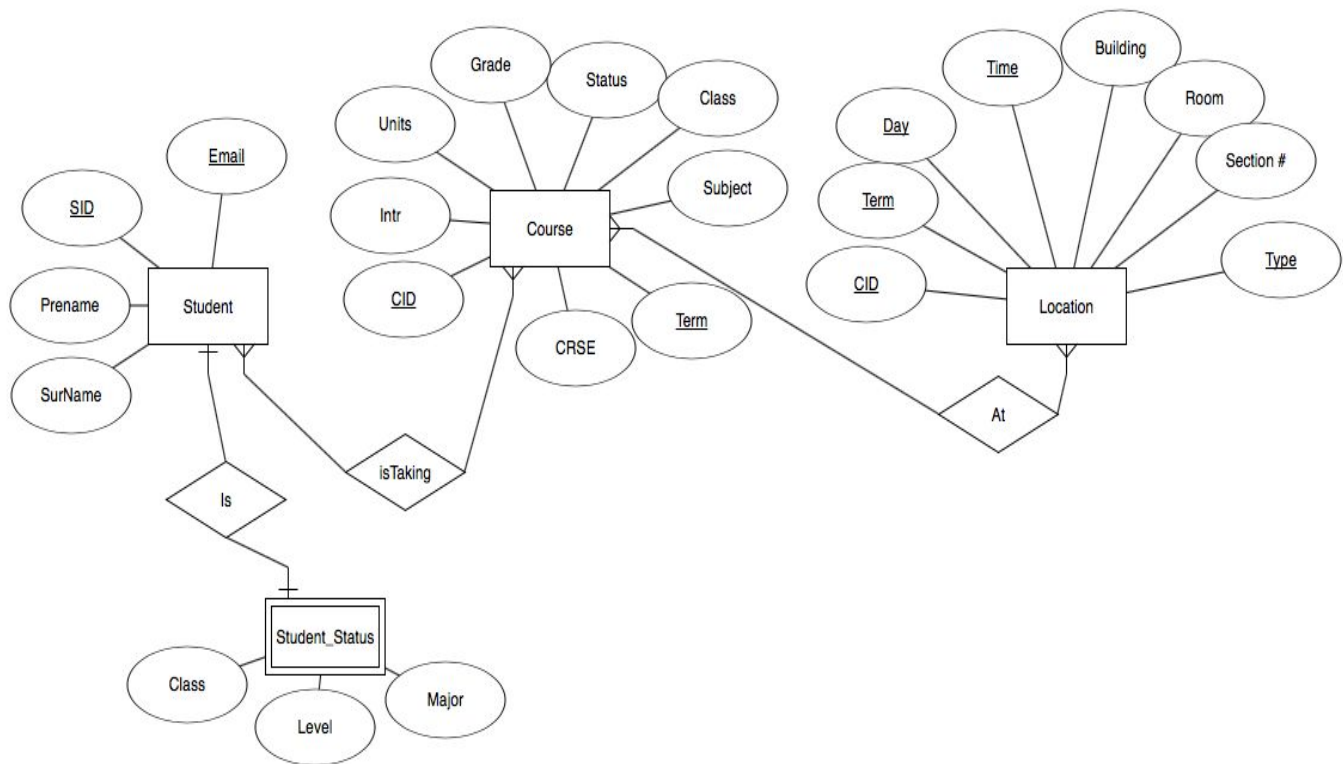 Email
SID
Prename
SurName
Student
Grade
Status
Class
Units
Subject
Intr
Course
CID
Term
CRSE
Building
Time
Room
Day
Section #
Term
Type
CID
Location
At
isTaking
Is
Student_Status
Class
Level
Major